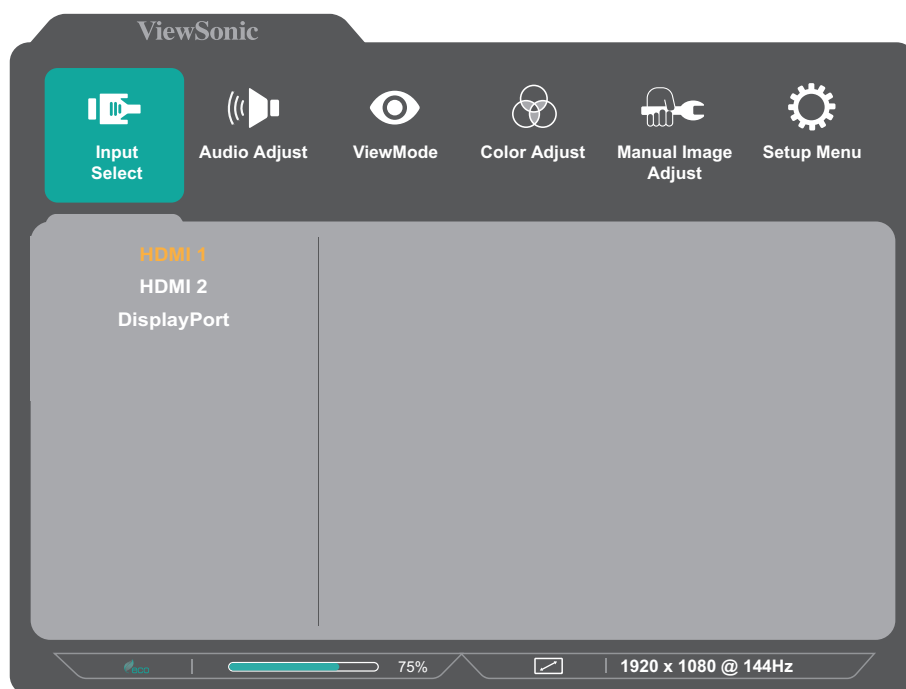 ViewSonic
Input
Select
Audio Adjust
ViewMode
Color Adjust
Manual Image
Adjust
Setup Menu
HDMI 1
HDMI 2
DisplayPort
eco
75%
1920 x 1080 @ 144Hz